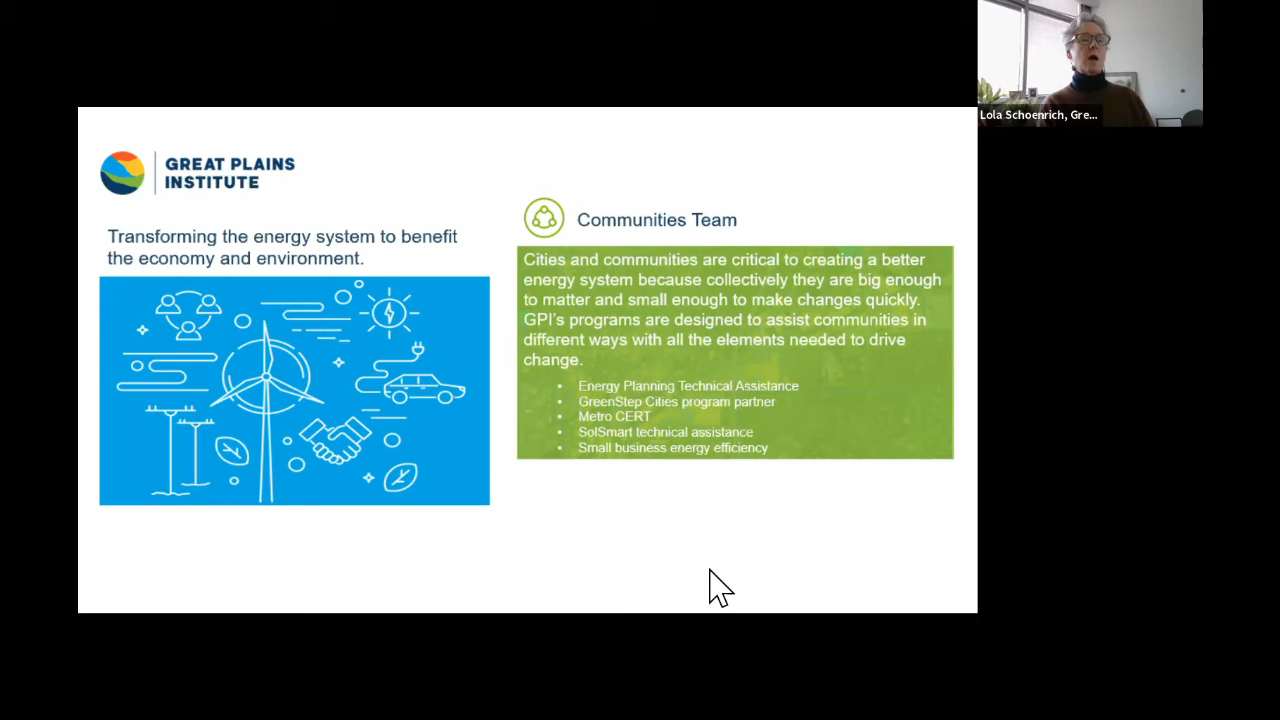 Lola Schoenrich, Gre...
GREAT PLAINS
INSTITUTE
Transforming the energy system to benefit
the economy and environment.
Communities Team
Cities and communities are critical to creating a better
energy system because collectively they are big enough
to matter and small enough to make changes quickly.
GPI's programs are designed to assist communities in
different ways with all the elements needed to drive
change.
• Energy Planning Technical Assistance
• GreenStep Cities program partner
• Metro CERT
• SolSmart technical assistance
• Small business energy efficiency